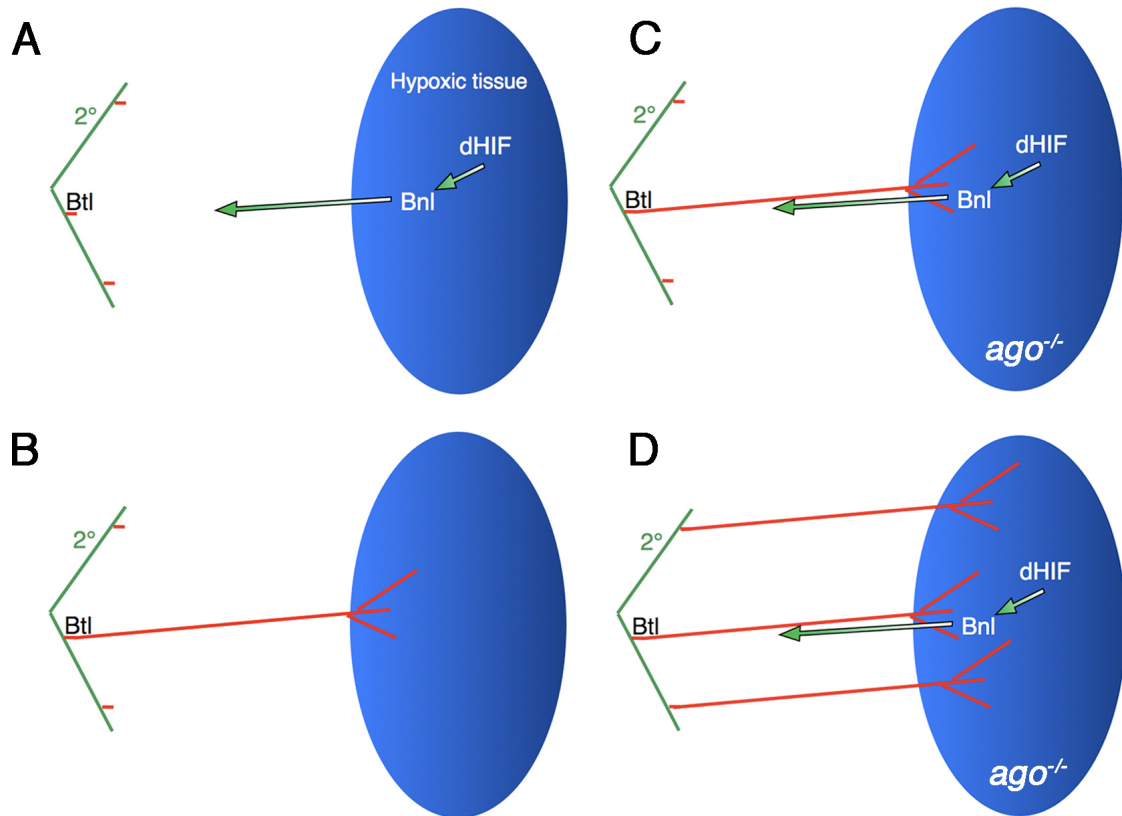 A
2°
Btl
Hypoxic tissue
dHIF
Bnl
C
2°
Btl
dHIF
Bnl
ago-/-
B
2°
Btl
D
2°
Btl
dHIF
Bnl
ago-/-